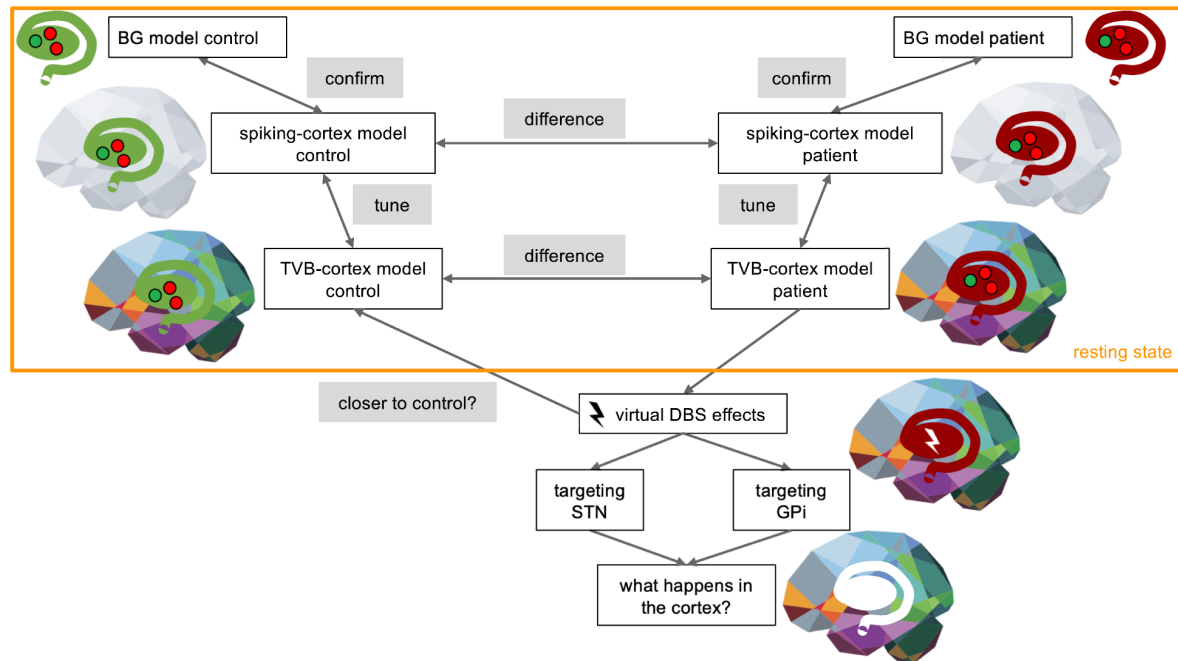 BG model control
BG model patient
confirm
confirm
spiking-cortex model
control
difference
spiking-cortex model
patient
tune
tune
TVB-cortex model
control
difference
TVB-cortex model
patient
resting state
closer to control?
virtual DBS effects
targeting
STN
targeting
GPi
what happens in
the cortex?